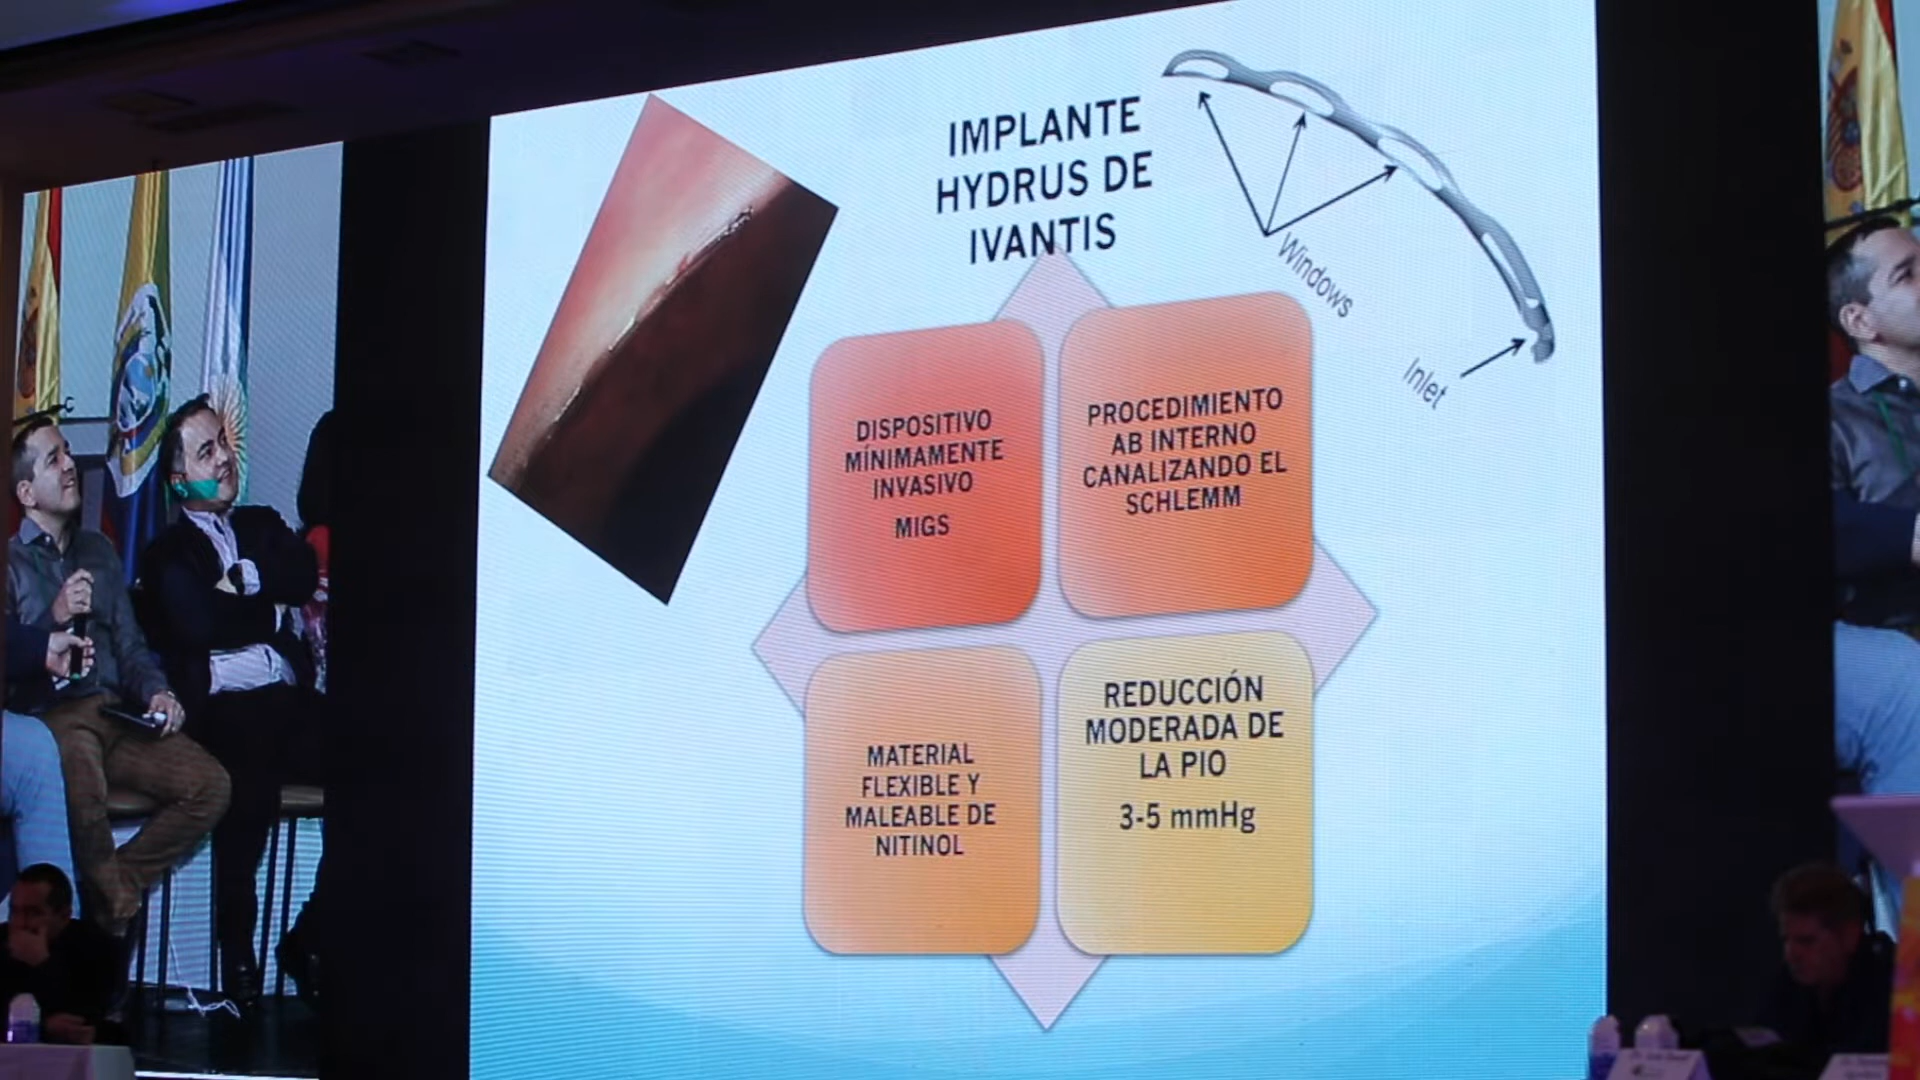 IMPLANTE
HYDRUS DE
IVANTIS
Windows
Inlet
DISPOSITIVO
MÍNIMAMENTE
INVASIVO
MIGS
PROCEDIMIENTO
AB INTERNO
CANALIZANDO EL
SCHLEMM
MATERIAL
FLEXIBLE Y
MALEABLE DE
NITINOL
REDUCCIÓN
MODERADA DE
LA PIO
3-5 mmHg